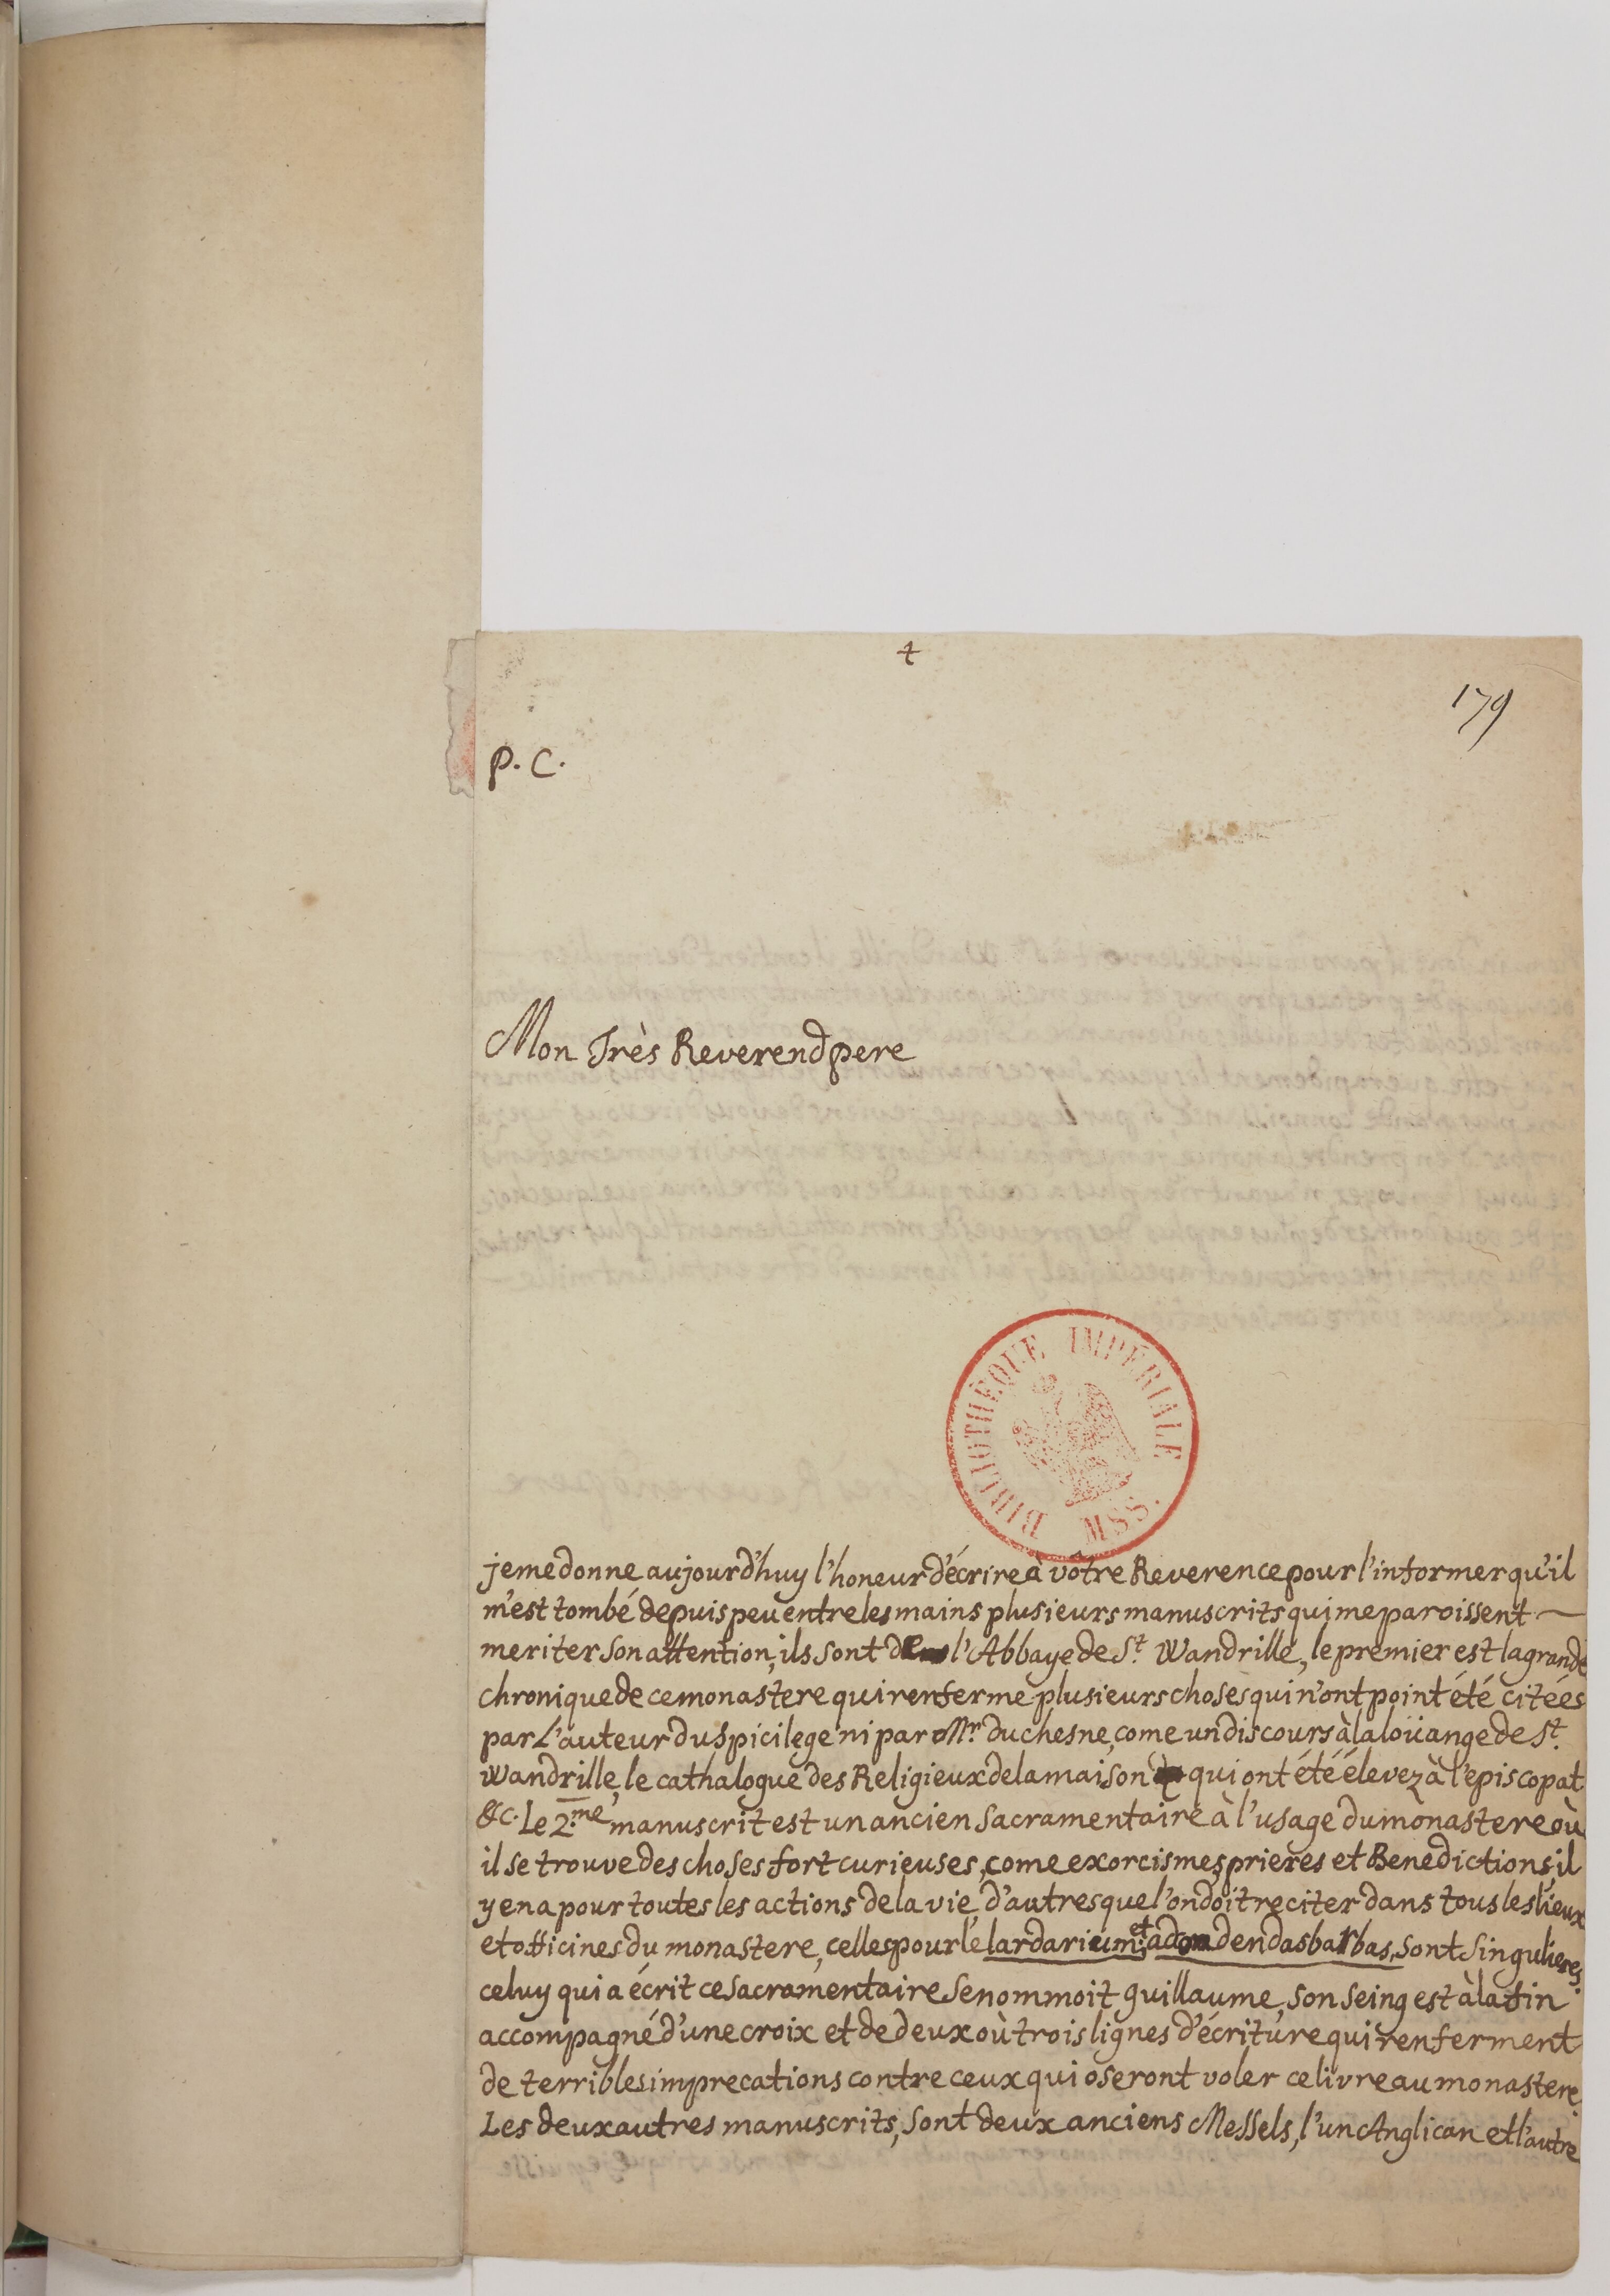 +
179
P. C.
Mon Très Reverend pere
BIBLIOTHÈQUE IMPÉRIALE
MSS.
je me donne aujourd'huy l'honeur d'écrire à vôtre Reverence pour l'informer qu'il
m'est tombé depuis peu entre les mains plusieurs manuscrits qui me paroissent
meriter son attention, ils sont de l'Abbaye de St. Wandrille, le premier est la grande
chronique de ce monastere qui renferme plusieurs choses qui n'ont point été citées
par L'auteur du Spicilege ni par Mr. duchesne, come un discours à la loüange de St.
Wandrille, le cathalogue des Religieux de la maison qui ont été élevez à l'episcopat
&c. Le 2.me manuscrit est un ancien sacramentaire à l'usage du monastere où
il se trouve des choses fort curieuses, come exorcismes, prieres et Benedictions, il
y en a pour toutes les actions de la vie d'autres que l'on doit reciter dans tous les lieux
et officines du monastere, celles pour le lardarium, et ad dendas barbas, sont singulieres.
celuy qui a écrit ce sacramentaire se nommoit guillaume, son seing est à la fin
accompagné d'une croix et de deux où trois lignes d'écriture qui renferment
de terribles imprecations contre ceux qui oseront voler ce livre au monastere.
Les deux autres manuscrits, sont deux anciens Messels, l'un Anglican et l'autre